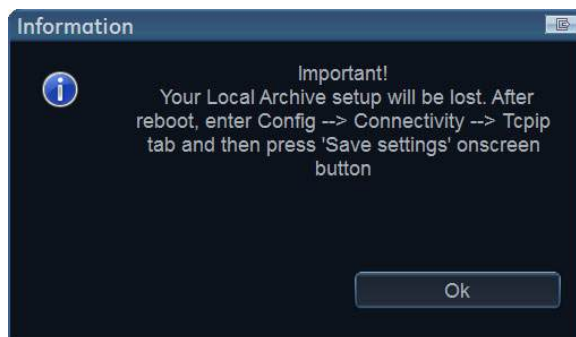 Information
Important!
Your Local Archive setup will be lost. After
reboot, enter Config --> Connectivity --> Tcpip
tab and then press 'Save settings' onscreen
button
Ok